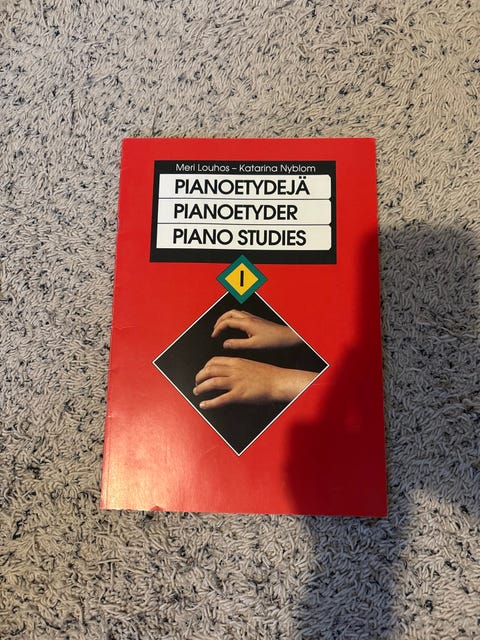 Meri Louhos – Katarina Nyblom
PIANOETYDEJÄ
PIANOETYDER
PIANO STUDIES
I